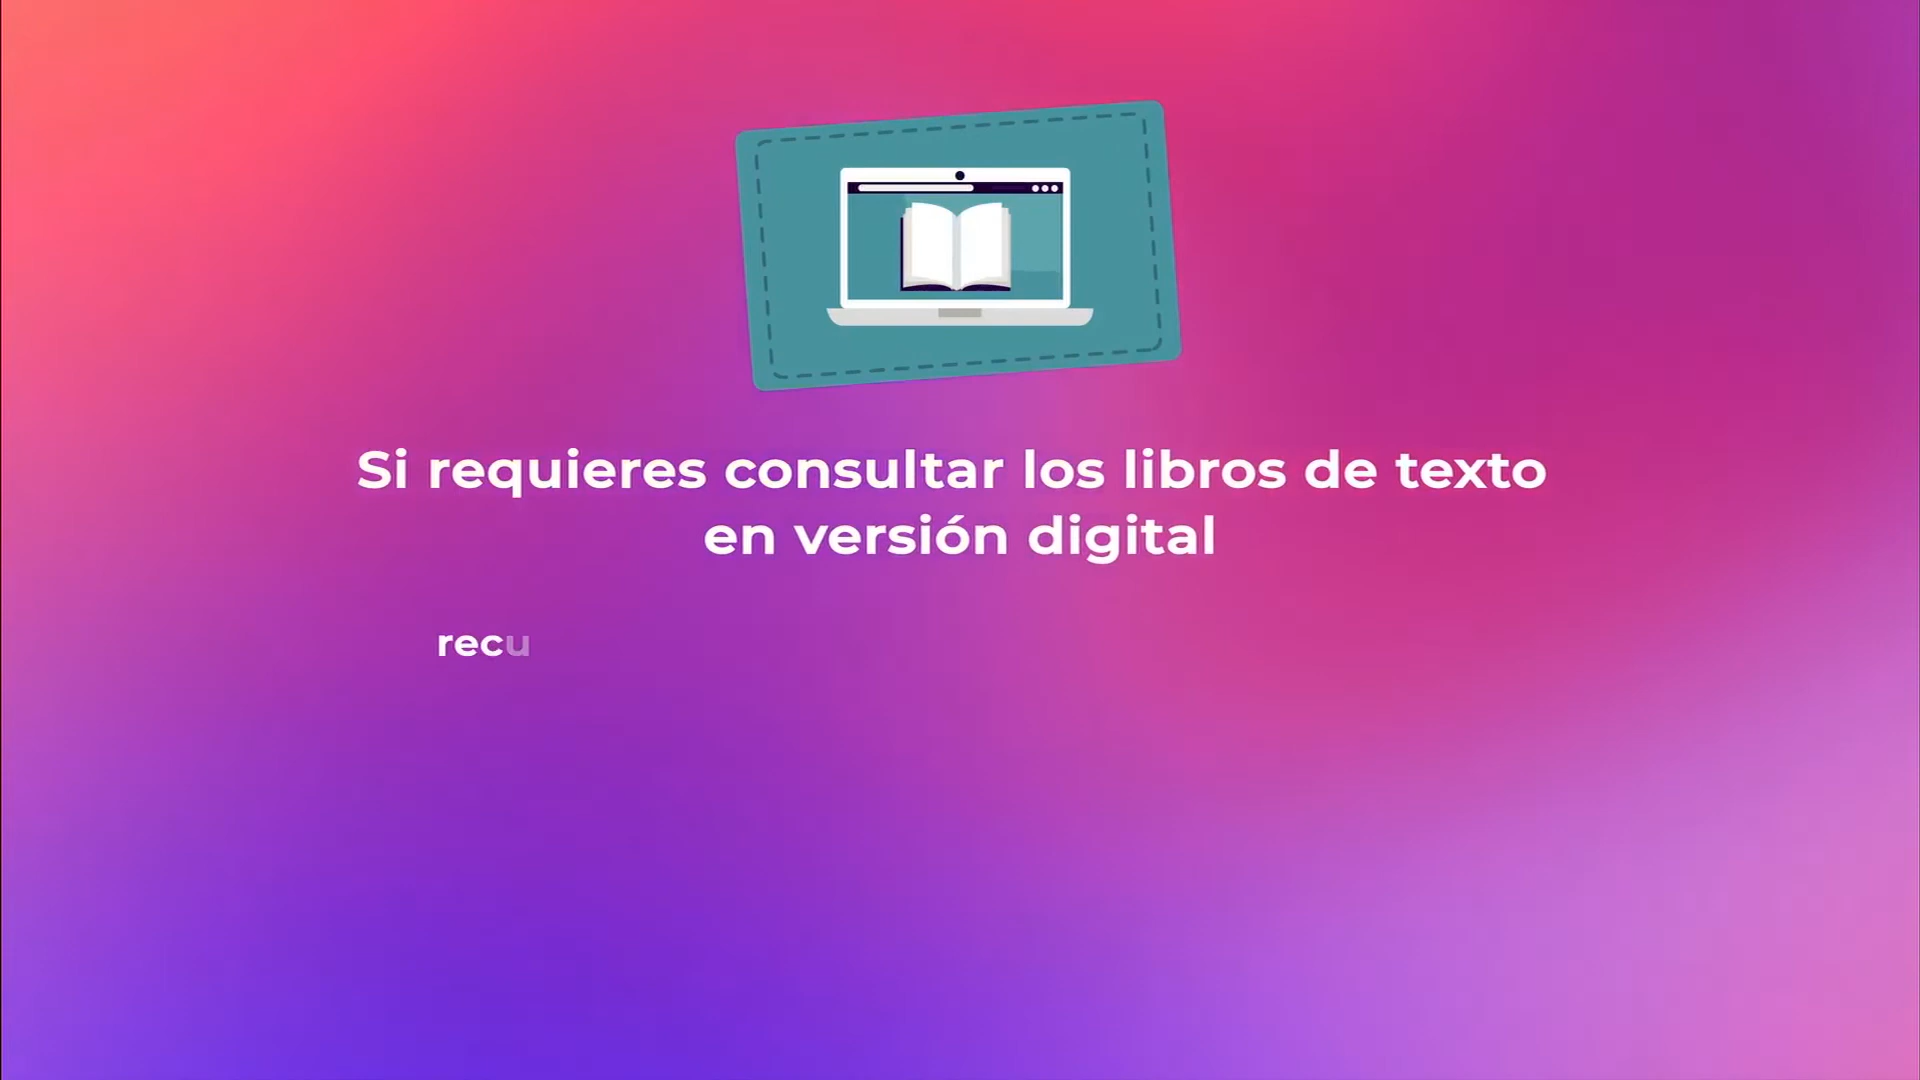 Si requieres consultar los libros de texto
en versión digital
recu